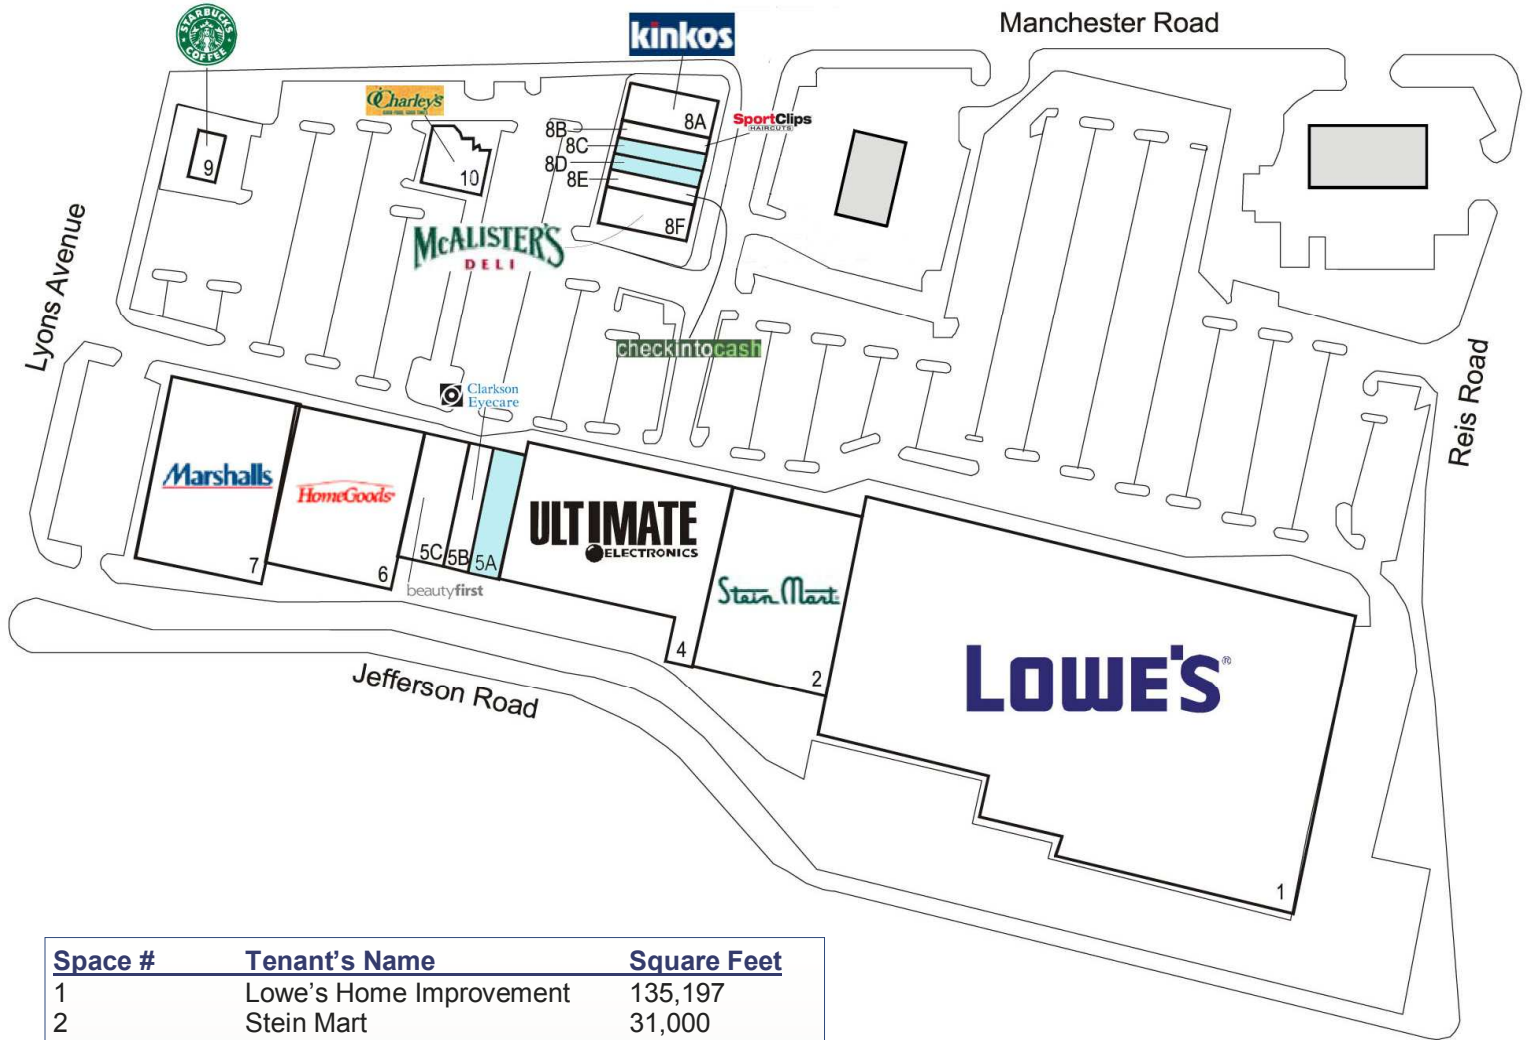 Manchester Road
STARBUCKS
COFFEE
kinkos
O'Charley's
SportClips
HAIRCUTS
8A
8B
8C
8D
8E
8F
9
10
McALISTER'S
DELI
Lyons Avenue
checkintocash
Clarkson
Eyecare
Reis Road
Marshalls
HomeGoods
ULTIMATE
ELECTRONICS
5C
5B
5A
7
6
beautyfirst
Stein Mart
4
2
LOWE'S®
Jefferson Road
1
Space # Tenant's Name Square Feet
1 Lowe's Home Improvement 135,197
2 Stein Mart 31,000